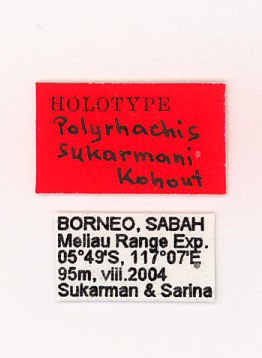 HOLOTYPE
Polyrhachis
sukarmani
Kohout
BORNEO, SABAH
Meliau Range Exp.
05°49'S, 117°07'E
95m, viii.2004
Sukarman & Sarina